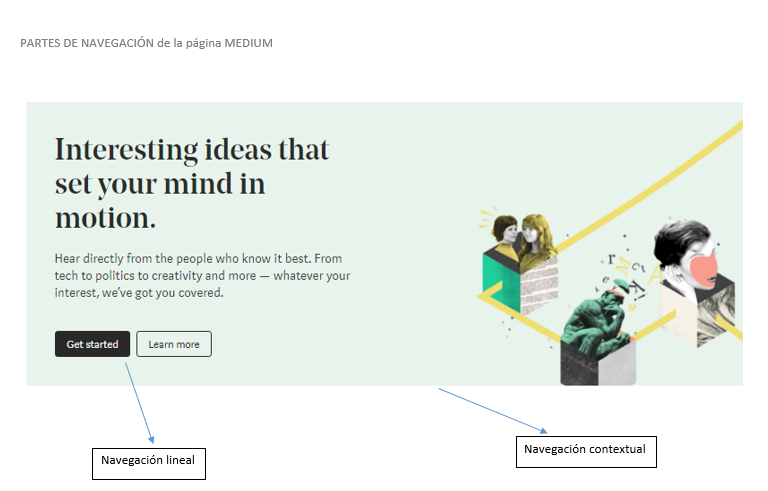 PARTES DE NAVEGACIÓN de la página MEDIUM
Interesting ideas that
set your mind in
motion.
Hear directly from the people who know it best. From
tech to politics to creativity and more — whatever your
interest, we've got you covered.
Get started
Learn more
Navegación lineal
Navegación contextual